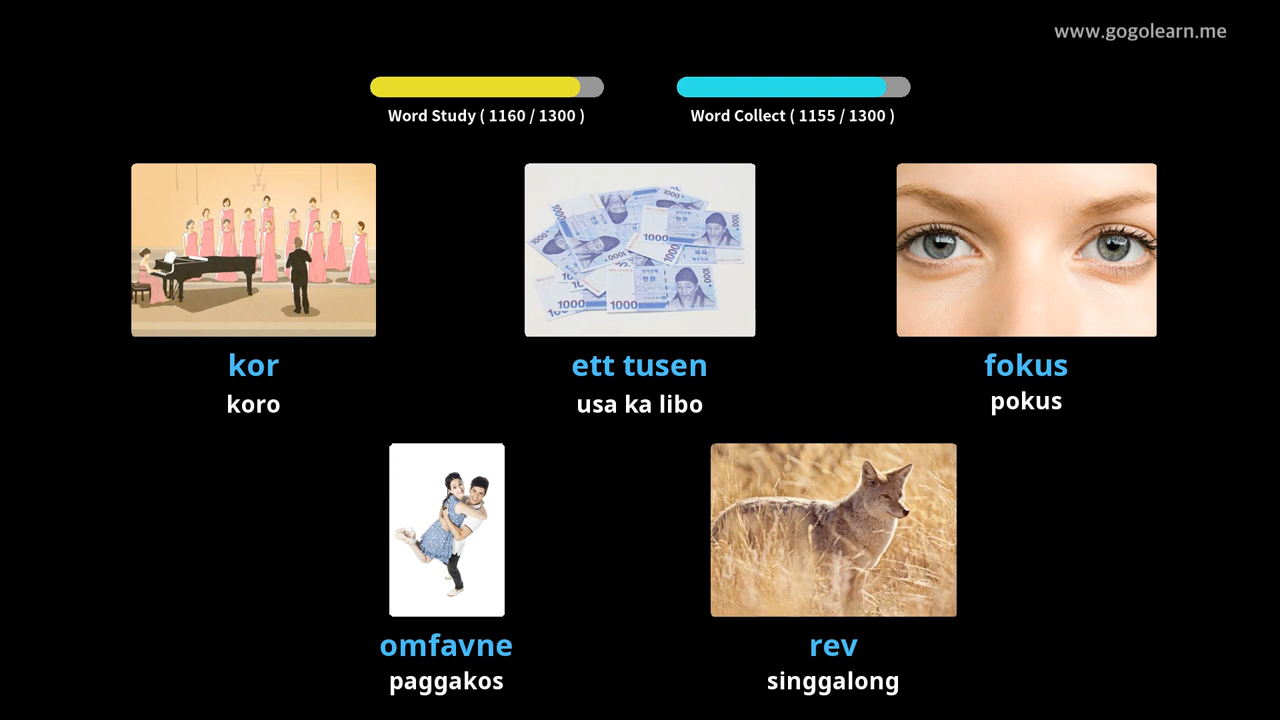 www.gogolearn.me
Word Study ( 1160 / 1300 )
Word Collect ( 1155 / 1300 )
kor
koro
ett tusen
usa ka libo
fokus
pokus
omfavne
paggakos
rev
singgalong